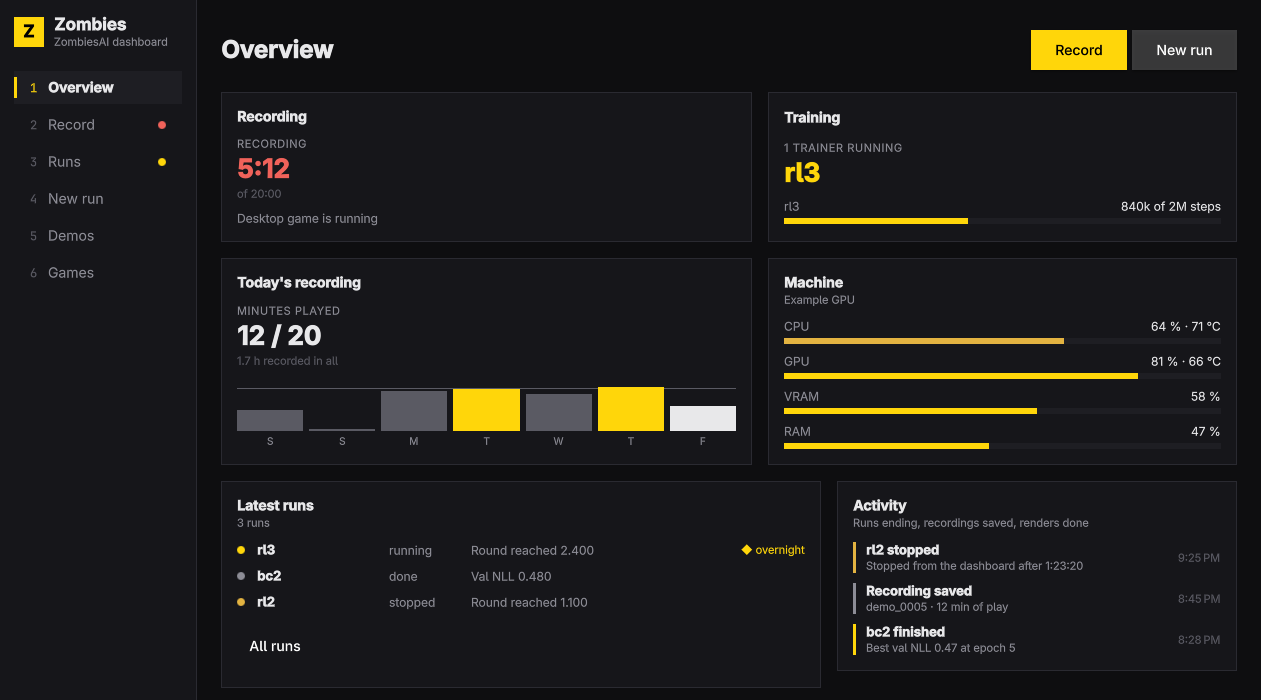 Z
Zombies
ZombiesAI dashboard
1 Overview
2 Record
3 Runs
4 New run
5 Demos
6 Games
Overview
Record
New run
Recording
RECORDING
5:12
of 20:00
Desktop game is running
Training
1 TRAINER RUNNING
rl3
rl3 840k of 2M steps
Today's recording
MINUTES PLAYED
12 / 20
1.7 h recorded in all
S S M T W T F
Machine
Example GPU
CPU 64 % · 71 °C
GPU 81 % · 66 °C
VRAM 58 %
RAM 47 %
Latest runs
3 runs
rl3 running Round reached 2.400 ◆ overnight
bc2 done Val NLL 0.480
rl2 stopped Round reached 1.100
All runs
Activity
Runs ending, recordings saved, renders done
rl2 stopped
Stopped from the dashboard after 1:23:20
9:25 PM
Recording saved
demo_0005 · 12 min of play
8:45 PM
bc2 finished
Best val NLL 0.47 at epoch 5
8:28 PM